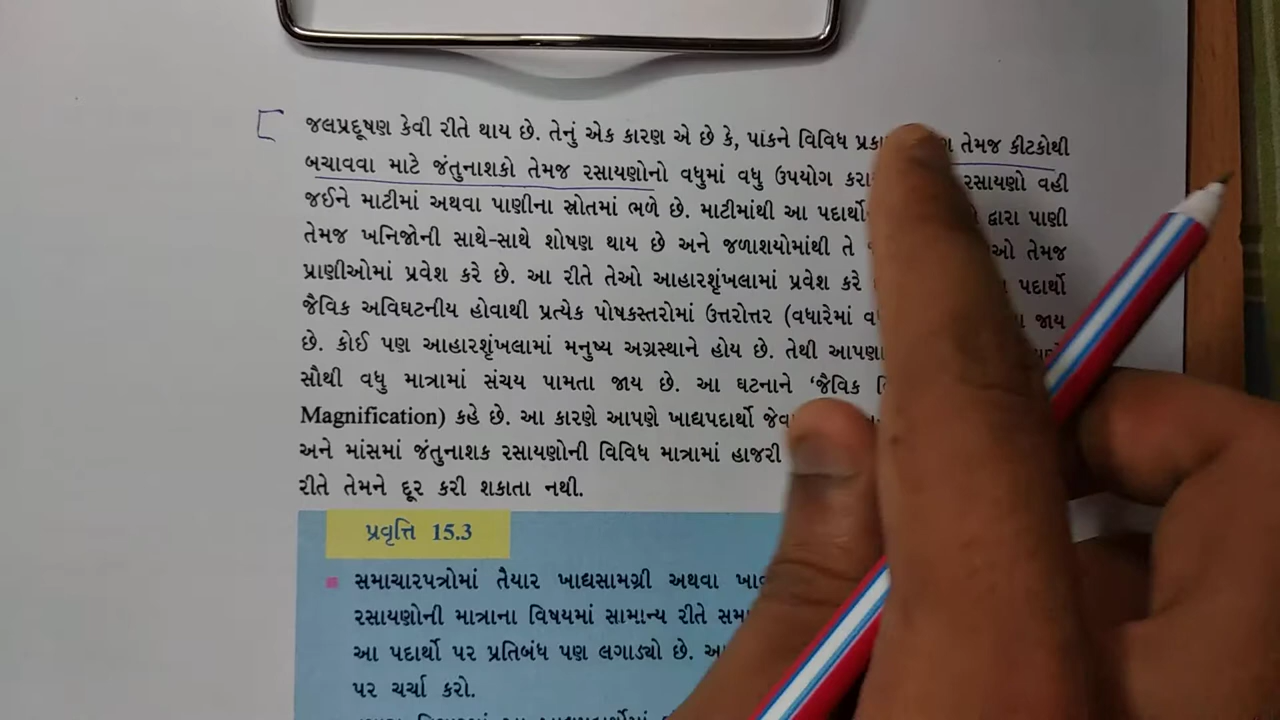 જલપ્રદૂષણ કેવી રીતે થાય છે. તેનું એક કારણ એ છે કે, પાંકને વિવિધ તેમજ કીટકોથી
બચાવવા માટે જંતુનાશકો તેમજ રસાયણોનો વધુમાં વધુ ઉપયોગ રસાયણો વહી
જઈને માટીમાં અથવા પાણીના સ્રોતમાં ભળે છે. માટીમાંથી આ દ્વારા પાણી
તેમજ ખનિજોની સાથે-સાથે શોષણ થાય છે અને જળાશયોમાંથી તે તેમજ
પ્રાણીઓમાં પ્રવેશ કરે છે. આ રીતે તેઓ આહારશૃંખલામાં પ્રવેશ કરે પદાર્થો
જૈવિક અવિઘટનીય હોવાથી પ્રત્યેક પોષકસ્તરોમાં ઉત્તરોત્તર (વધારેમાં જાય
છે. કોઈ પણ આહારશૃંખલામાં મનુષ્ય અગ્રસ્થાને હોય છે. તેથી
સૌથી વધુ માત્રામાં સંચય પામતા જાય છે. આ ઘટનાને ‘જૈવિક
Magnification) કહે છે. આ કારણે આપણે ખાદ્યપદાર્થો
અને માંસમાં જંતુનાશક રસાયણોની વિવિધ માત્રામાં હાજરી
રીતે તેમને દૂર કરી શકાતા નથી.
પ્રવૃત્તિ 15.3
સમાચારપત્રોમાં તૈયાર ખાદ્યસામગ્રી અથવા
રસાયણોની માત્રાના વિષયમાં સામાન્ય રીતે
આ પદાર્થો પર પ્રતિબંધ પણ લગાડ્યો છે.
પર ચર્ચા કરો.